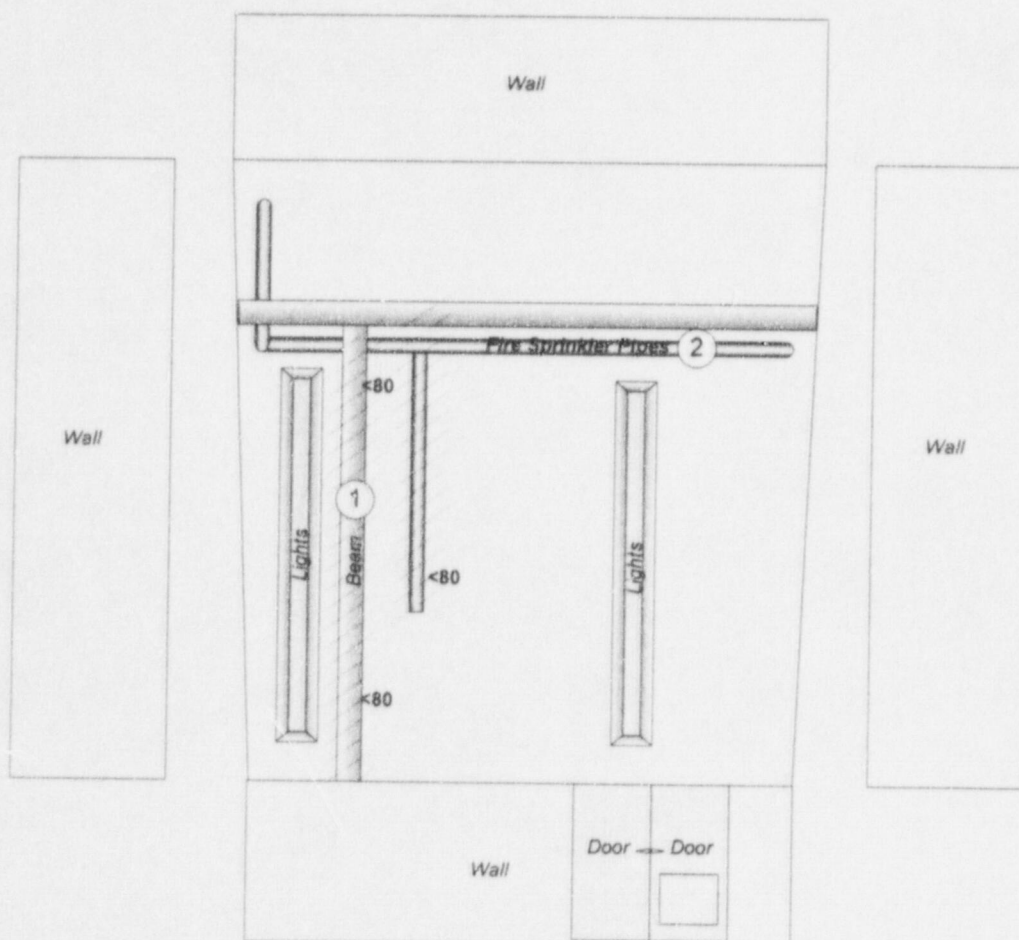 Wall
Fire Sprinkler Pipes 2
<80
Wall
Wall
1
Lights
Beam
<80
Lights
<80
Door Door
Wall